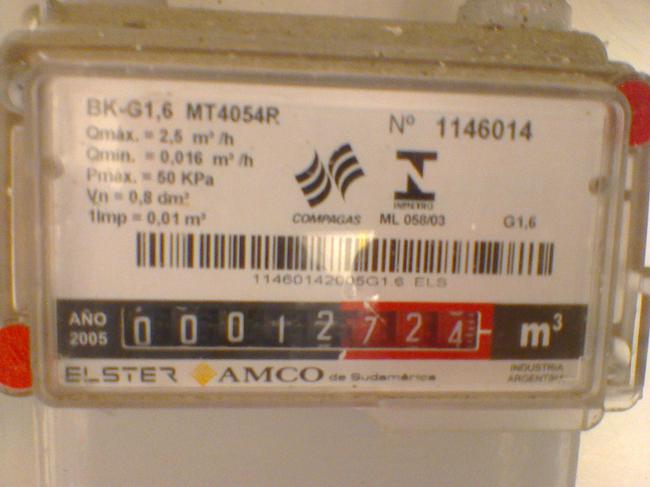 BK-G1,6 MT4054R
Nº 1146014
Qmáx. = 2,5 m³/h
Qmin. = 0,016 m³/h
Pmáx. = 50 KPa
Vn = 0,8 dm³
1Imp = 0,01 m³
COMPAGAS
INMETRO
ML 058/03
G1,6
11460142005G1.6 ELS
AÑO
2005
0 0 0 1 2 7 2 4
m³
ELSTER AMCO de Sudamérica
INDUSTRIA
ARGENTINA